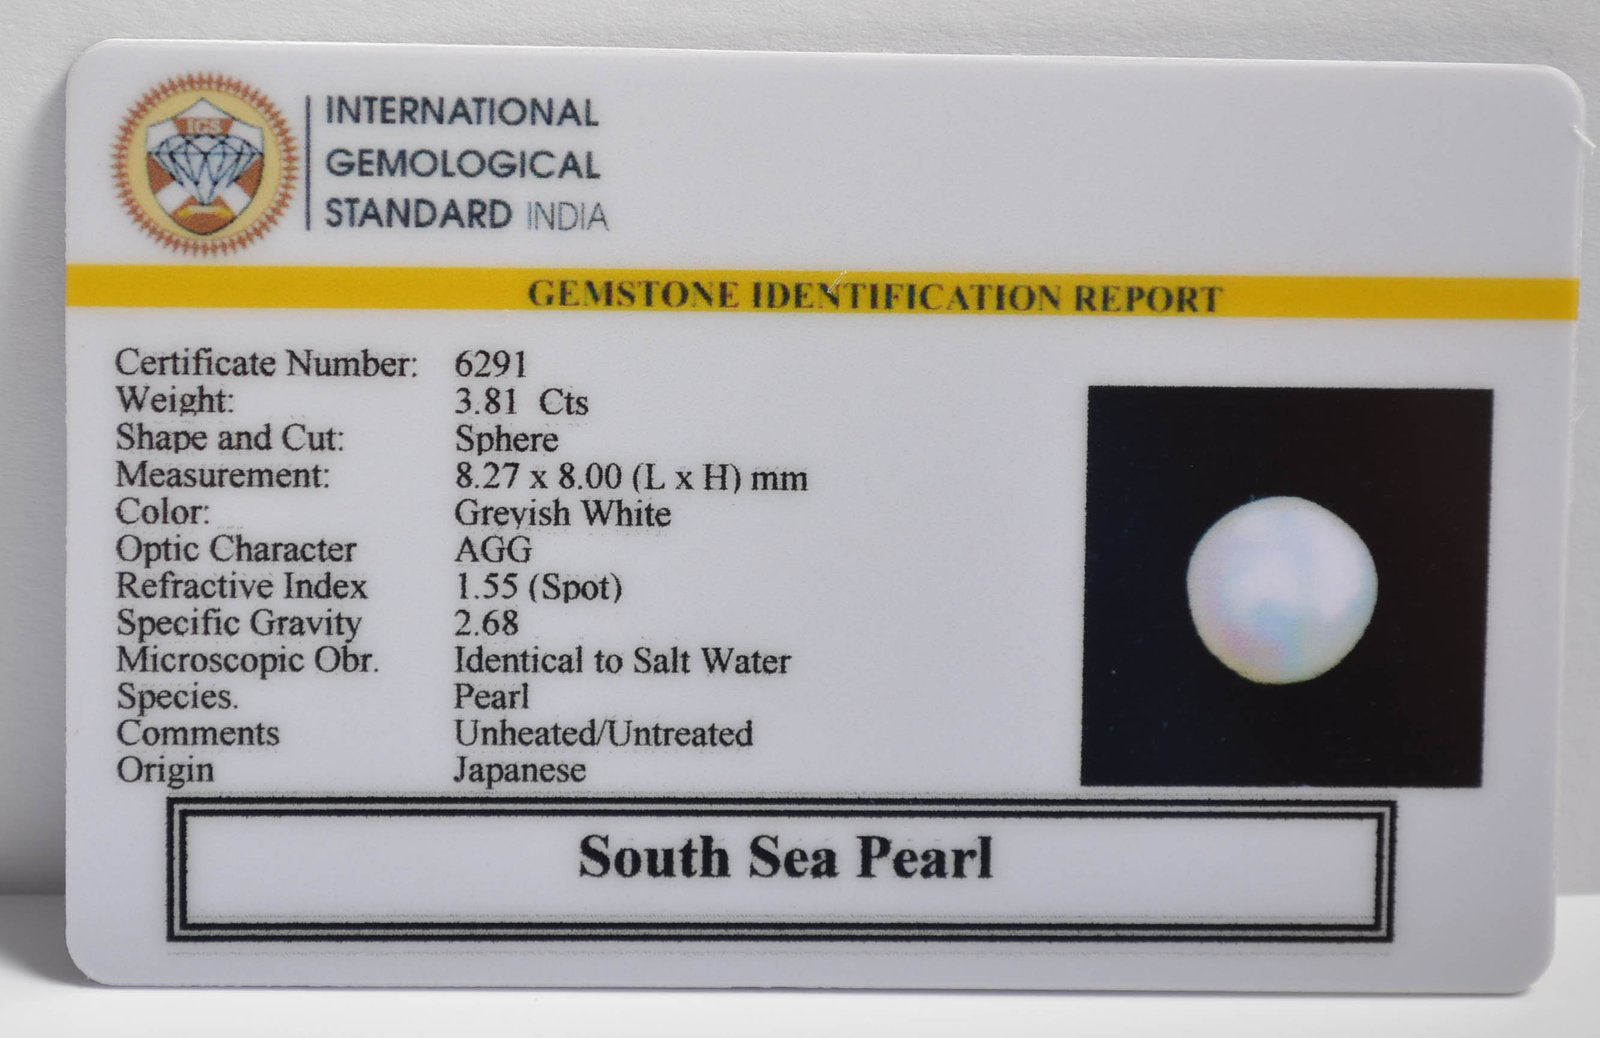 IGS
INTERNATIONAL
GEMOLOGICAL
STANDARD INDIA
GEMSTONE IDENTIFICATION REPORT
Certificate Number: 6291
Weight: 3.81 Cts
Shape and Cut: Sphere
Measurement: 8.27 x 8.00 (L x H) mm
Color: Greyish White
Optic Character AGG
Refractive Index 1.55 (Spot)
Specific Gravity 2.68
Microscopic Obr. Identical to Salt Water
Species. Pearl
Comments Unheated/Untreated
Origin Japanese
South Sea Pearl